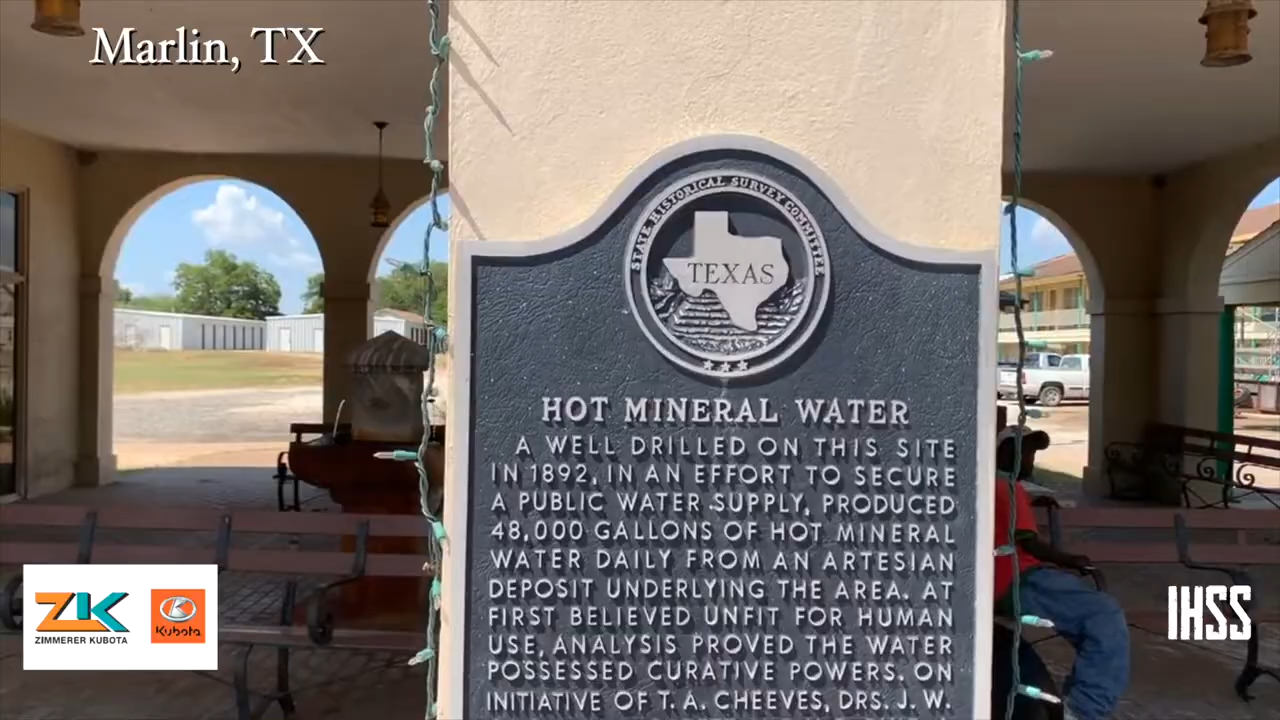 Marlin, TX
STATE HISTORICAL SURVEY COMMITTEE
TEXAS
HOT MINERAL WATER
A WELL DRILLED ON THIS SITE
IN 1892, IN AN EFFORT TO SECURE
A PUBLIC WATER SUPPLY, PRODUCED
48,000 GALLONS OF HOT MINERAL
WATER DAILY FROM AN ARTESIAN
DEPOSIT UNDERLYING THE AREA. AT
FIRST BELIEVED UNFIT FOR HUMAN
USE, ANALYSIS PROVED THE WATER
POSSESSED CURATIVE POWERS. ON
INITIATIVE OF T. A. CHEEVES, DRS. J. W.
ZK
ZIMMERER KUBOTA
Kubota
IHSS